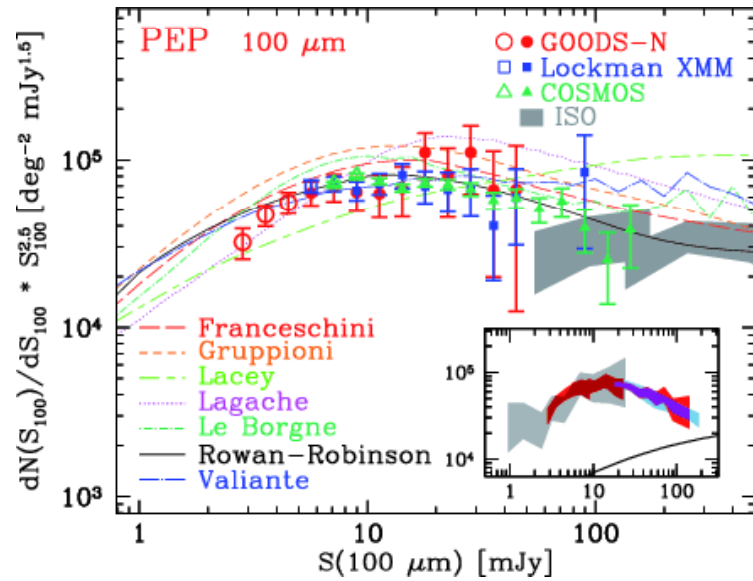 PEP 100 μm
GOODS-N
Lockman XMM
COSMOS
ISO
dN(S₁₀₀)/dS₁₀₀ * S₁₀₀^2.5 [deg⁻² mJy^1.5]
10⁵
10⁴
10³
Franceschini
Gruppioni
Lacey
Lagache
Le Borgne
Rowan-Robinson
Valiante
10⁵
10⁴
1 10 100
1 10 100
S(100 μm) [mJy]